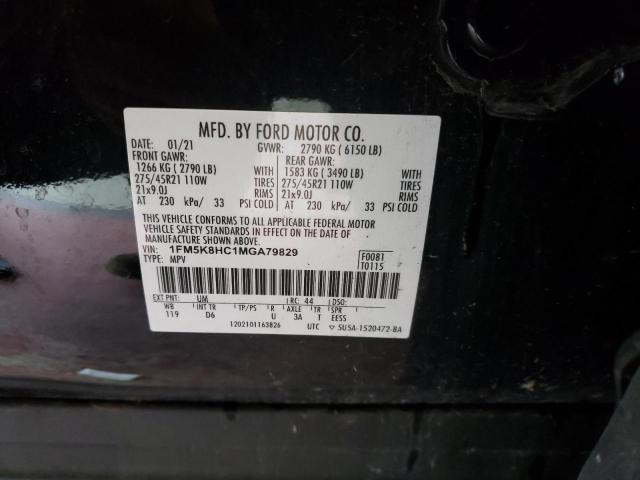 MFD. BY FORD MOTOR CO.
DATE: 01/21 GVWR: 2790 KG ( 6150 LB)
FRONT GAWR: REAR GAWR:
1266 KG ( 2790 LB) WITH 1583 KG ( 3490 LB) WITH
275/45R21 110W TIRES 275/45R21 110W TIRES
21x9.0J RIMS 21x9.0J RIMS
AT 230 kPa/ 33 PSI COLD AT 230 kPa/ 33 PSI COLD
THIS VEHICLE CONFORMS TO ALL APPLICABLE FEDERAL MOTOR
VEHICLE SAFETY STANDARDS IN EFFECT ON THE DATE OF
MANUFACTURE SHOWN ABOVE.
VIN: 1FM5K8HC1MGA79829 F0081
TYPE: MPV T0115
EXT PNT: UM RC: 44 DSO:
WB INT TR TP/PS R AXLE TR SPR
119 D6 U 3A T EESS
1202101163826 UTC SU5A-1520472-BA